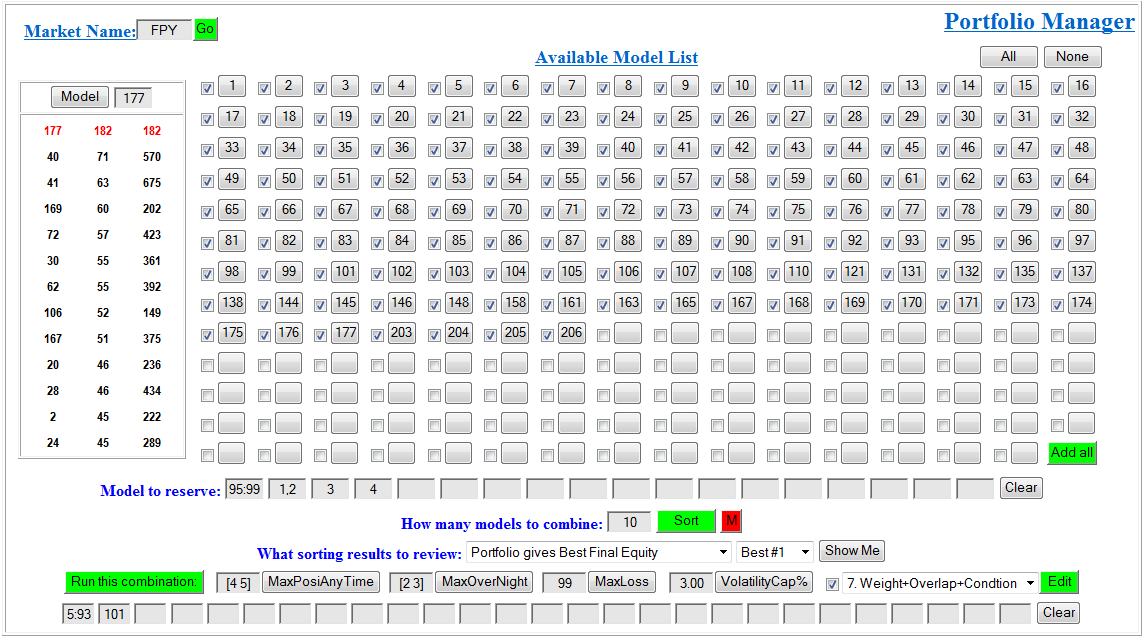 Market Name: FPY Go Portfolio Manager
Available Model List All None
Model 177
177 182 182
40 71 570
41 63 675
169 60 202
72 57 423
30 55 361
62 55 392
106 52 149
167 51 375
20 46 236
28 46 434
2 45 222
24 45 289
1 2 3 4 5 6 7 8 9 10 11 12 13 14 15 16
17 18 19 20 21 22 23 24 25 26 27 28 29 30 31 32
33 34 35 36 37 38 39 40 41 42 43 44 45 46 47 48
49 50 51 52 53 54 55 56 57 58 59 60 61 62 63 64
65 66 67 68 69 70 71 72 73 74 75 76 77 78 79 80
81 82 83 84 85 86 87 88 89 90 91 92 93 95 96 97
98 99 101 102 103 104 105 106 107 108 110 121 131 132 135 137
138 144 145 146 148 158 161 163 165 167 168 169 170 171 173 174
175 176 177 203 204 205 206
Add all
Model to reserve: 95:99 1,2 3 4 Clear
How many models to combine: 10 Sort M
What sorting results to review: Portfolio gives Best Final Equity Best #1 Show Me
Run this combination: [4 5] MaxPosiAnyTime [2 3] MaxOverNight 99 MaxLoss 3.00 VolatilityCap% 7. Weight+Overlap+Condtion Edit
5:93 101 Clear